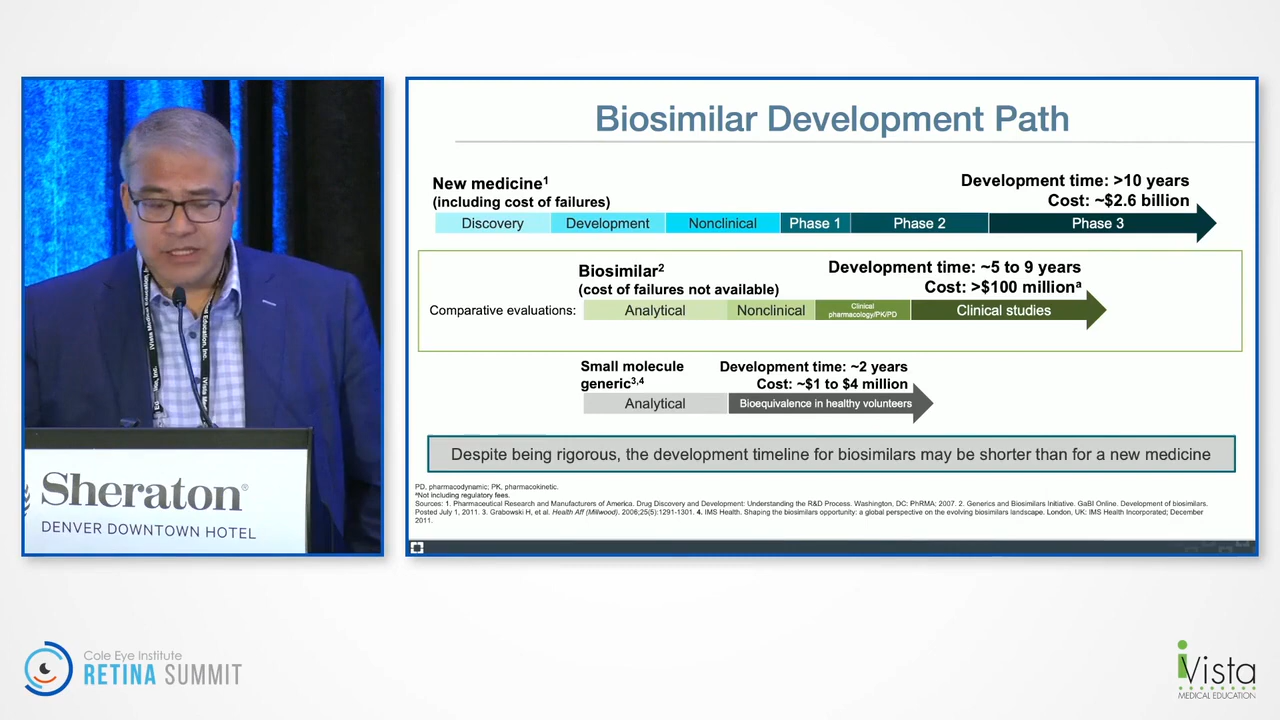 Biosimilar Development Path
New medicine¹
(including cost of failures)
Development time: >10 years
Cost: ~$2.6 billion
Discovery
Development
Nonclinical
Phase 1
Phase 2
Phase 3
Biosimilar²
(cost of failures not available)
Development time: ~5 to 9 years
Cost: >$100 millionᵃ
Comparative evaluations:
Analytical
Nonclinical
Clinical
pharmacology/PK/PD
Clinical studies
Small molecule
generic³,⁴
Development time: ~2 years
Cost: ~$1 to $4 million
Analytical
Bioequivalence in healthy volunteers
Despite being rigorous, the development timeline for biosimilars may be shorter than for a new medicine
PD, pharmacodynamic; PK, pharmacokinetic.
ᵃNot including regulatory fees.
Sources: 1. Pharmaceutical Research and Manufacturers of America. Drug Discovery and Development: Understanding the R&D Process. Washington, DC: PhRMA; 2007. 2. Generics and Biosimilars Initiative. GaBI Online. Development of biosimilars.
Posted July 1, 2011. 3. Grabowski H, et al. Health Aff (Millwood). 2006;25(5):1291-1301. 4. IMS Health. Shaping the biosimilars opportunity: a global perspective on the evolving biosimilars landscape. London, UK: IMS Health Incorporated; December
2011.
Sheraton®
DENVER DOWNTOWN HOTEL
Cole Eye Institute
RETINA SUMMIT
iVista
MEDICAL EDUCATION